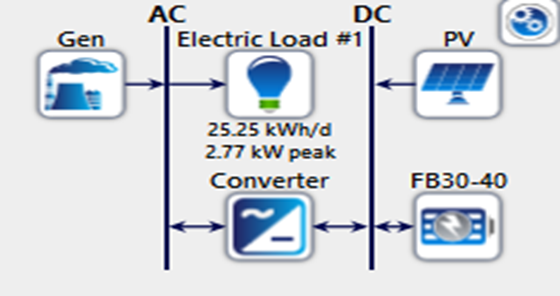 AC DC
Gen Electric Load #1 PV
25.25 kWh/d
2.77 kW peak
Converter FB30-40